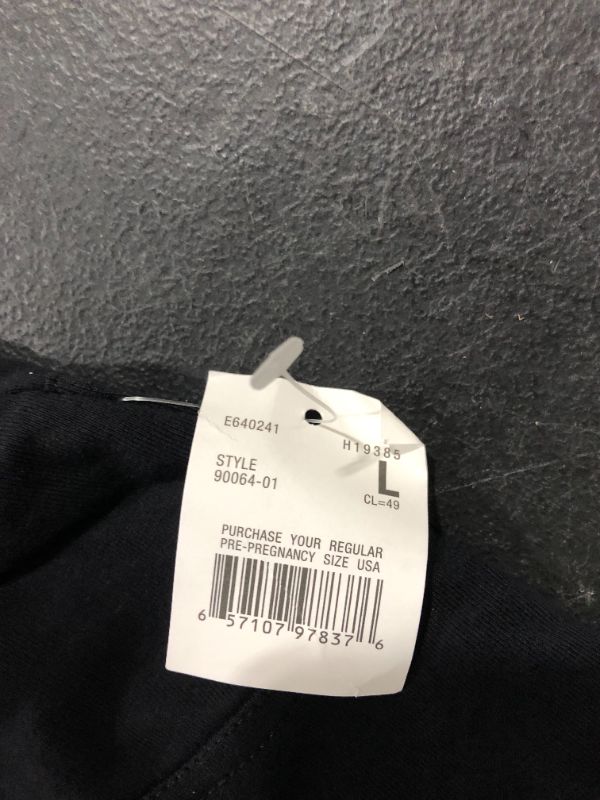 E640241
H19385
STYLE
90064-01
L
CL=49
PURCHASE YOUR REGULAR
PRE-PREGNANCY SIZE USA
6 57107 97837 6